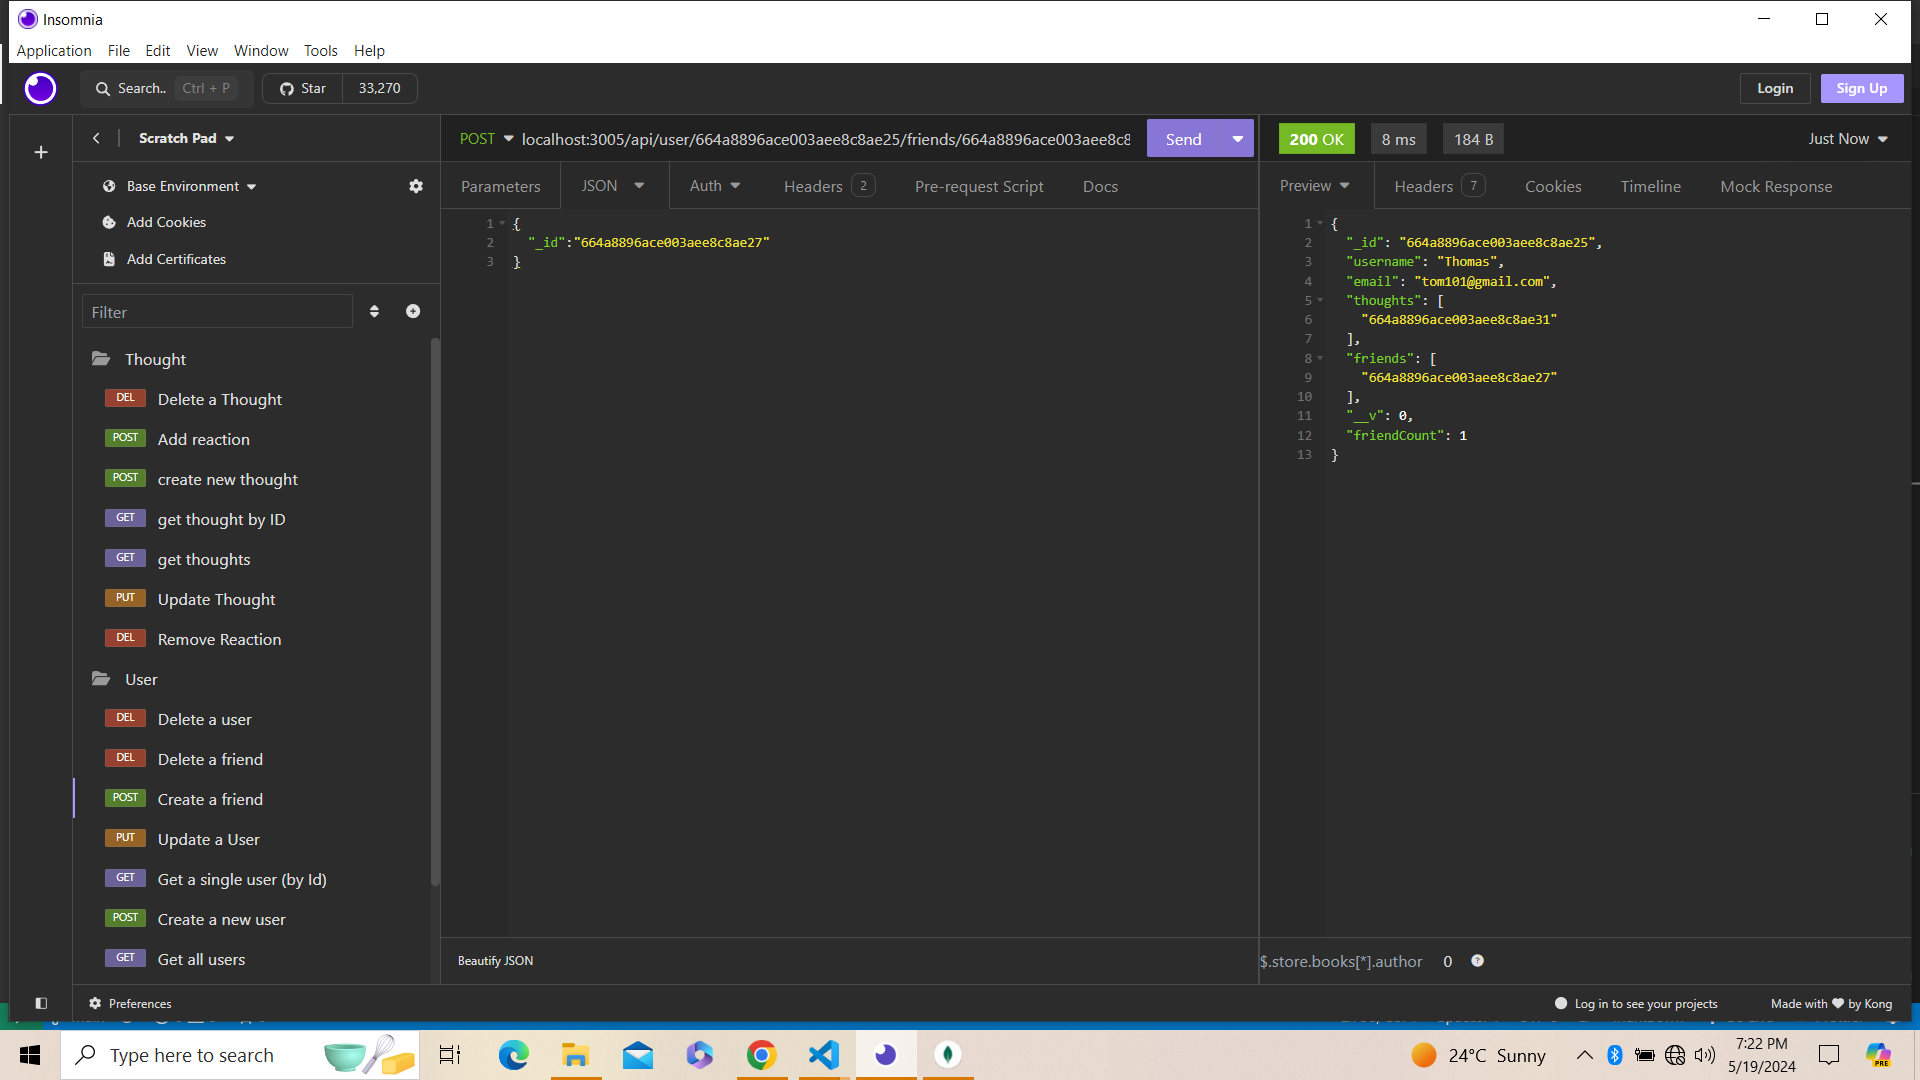 Insomnia
Application File Edit View Window Tools Help
Search.. Ctrl + P Star 33,270 Login Sign Up
Scratch Pad
Base Environment
Add Cookies
Add Certificates
Filter
Thought
DEL Delete a Thought
POST Add reaction
POST create new thought
GET get thought by ID
GET get thoughts
PUT Update Thought
DEL Remove Reaction
User
DEL Delete a user
DEL Delete a friend
POST Create a friend
PUT Update a User
GET Get a single user (by Id)
POST Create a new user
GET Get all users
Preferences
POST localhost:3005/api/user/664a8896ace003aee8c8ae25/friends/664a8896ace003aee8c8 Send
Parameters JSON Auth Headers 2 Pre-request Script Docs
1 {
2 "_id":"664a8896ace003aee8c8ae27"
3 }
Beautify JSON
200 OK 8 ms 184 B Just Now
Preview Headers 7 Cookies Timeline Mock Response
1 {
2 "_id": "664a8896ace003aee8c8ae25",
3 "username": "Thomas",
4 "email": "tom101@gmail.com",
5 "thoughts": [
6 "664a8896ace003aee8c8ae31"
7 ],
8 "friends": [
9 "664a8896ace003aee8c8ae27"
10 ],
11 "__v": 0,
12 "friendCount": 1
13 }
$.store.books[*].author 0
Log in to see your projects Made with ❤ by Kong
Type here to search
24°C Sunny
7:22 PM
5/19/2024
PRE